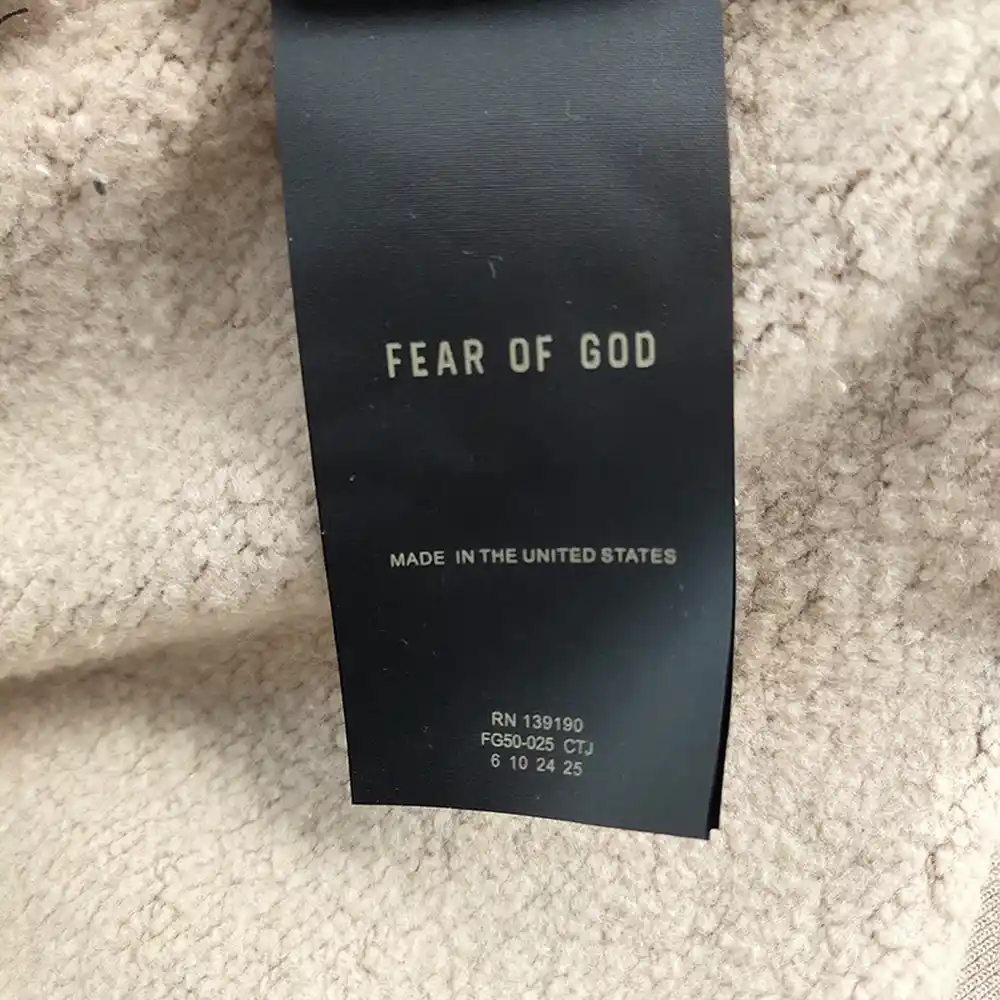 FEAR OF GOD
MADE IN THE UNITED STATES
RN 139190
FG50-025 CTJ
6 10 24 25